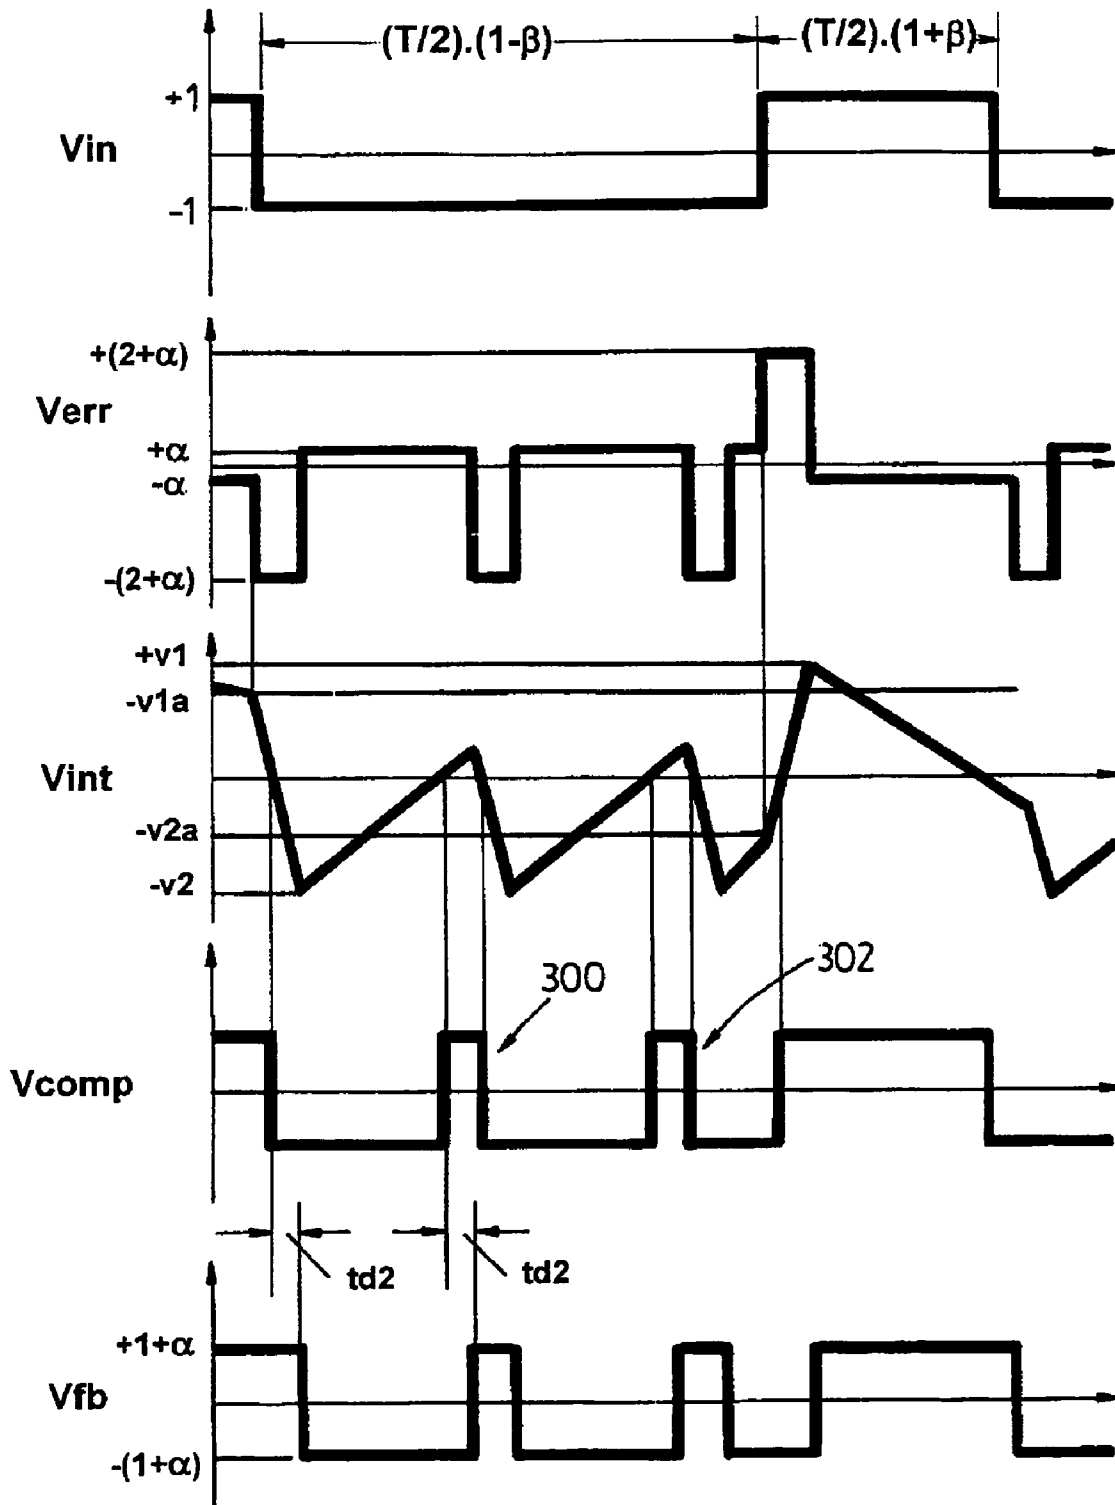 (T/2).(1-β)
(T/2).(1+β)
+1
Vin
-1
+(2+α)
Verr
+α
-α
-(2+α)
+v1
-v1a
Vint
-v2a
-v2
300
302
Vcomp
td2
td2
+1+α
Vfb
-(1+α)